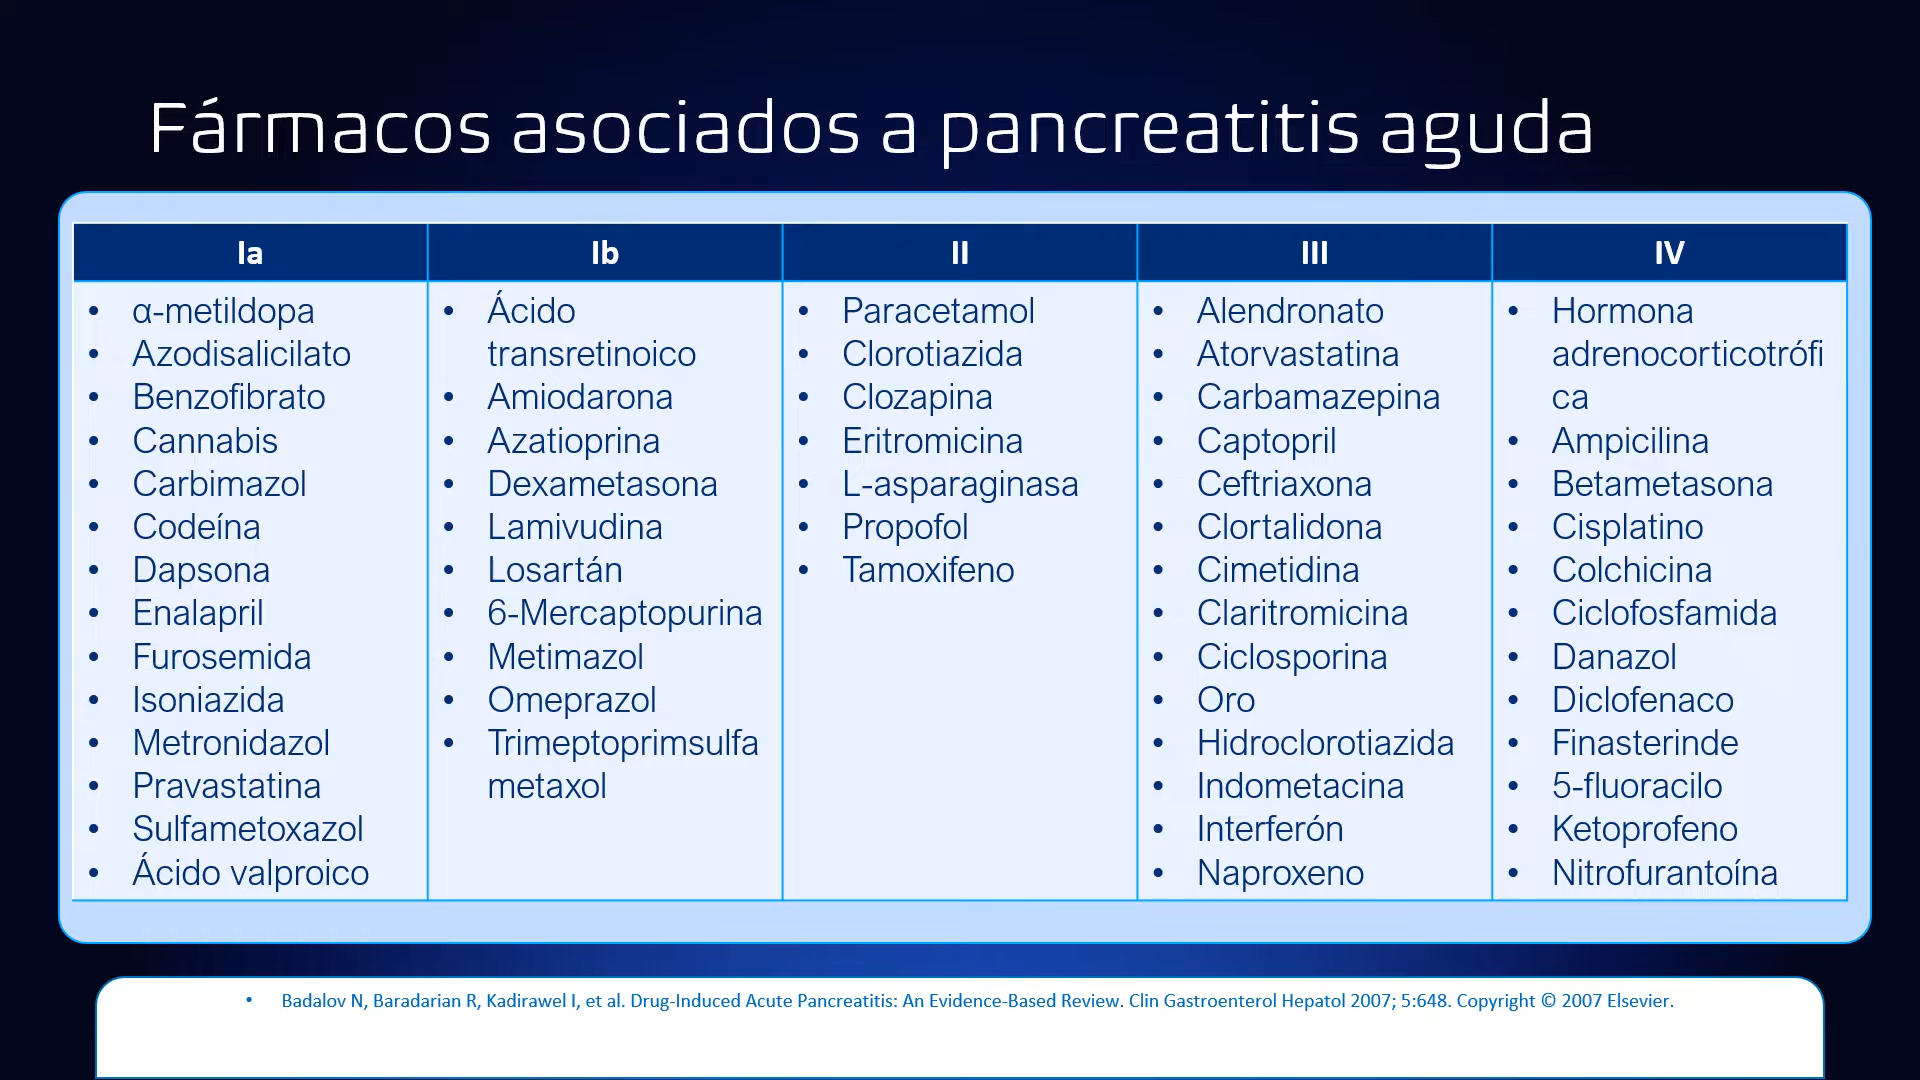 Fármacos asociados a pancreatitis aguda
Ia
Ib
II
III
IV
• α-metildopa
• Azodisalicilato
• Benzofibrato
• Cannabis
• Carbimazol
• Codeína
• Dapsona
• Enalapril
• Furosemida
• Isoniazida
• Metronidazol
• Pravastatina
• Sulfametoxazol
• Ácido valproico
• Ácido
transretinoico
• Amiodarona
• Azatioprina
• Dexametasona
• Lamivudina
• Losartán
• 6-Mercaptopurina
• Metimazol
• Omeprazol
• Trimeptoprimsulfa
metaxol
• Paracetamol
• Clorotiazida
• Clozapina
• Eritromicina
• L-asparaginasa
• Propofol
• Tamoxifeno
• Alendronato
• Atorvastatina
• Carbamazepina
• Captopril
• Ceftriaxona
• Clortalidona
• Cimetidina
• Claritromicina
• Ciclosporina
• Oro
• Hidroclorotiazida
• Indometacina
• Interferón
• Naproxeno
• Hormona
adrenocorticotrófi
ca
• Ampicilina
• Betametasona
• Cisplatino
• Colchicina
• Ciclofosfamida
• Danazol
• Diclofenaco
• Finasterinde
• 5-fluoracilo
• Ketoprofeno
• Nitrofurantoína
• Badalov N, Baradarian R, Kadirawel I, et al. Drug-Induced Acute Pancreatitis: An Evidence-Based Review. Clin Gastroenterol Hepatol 2007; 5:648. Copyright © 2007 Elsevier.